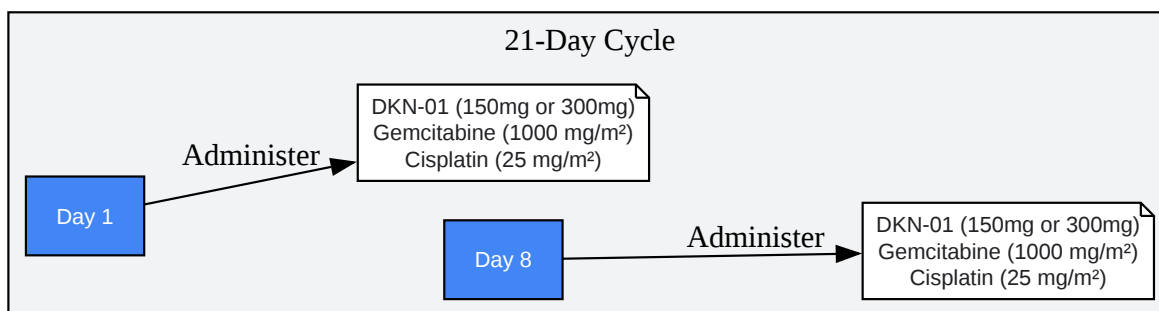 21-Day Cycle
DKN-01 (150mg or 300mg)
Gemcitabine (1000 mg/m²)
Cisplatin (25 mg/m²)
Administer
Day 1
DKN-01 (150mg or 300mg)
Gemcitabine (1000 mg/m²)
Cisplatin (25 mg/m²)
Administer
Day 8